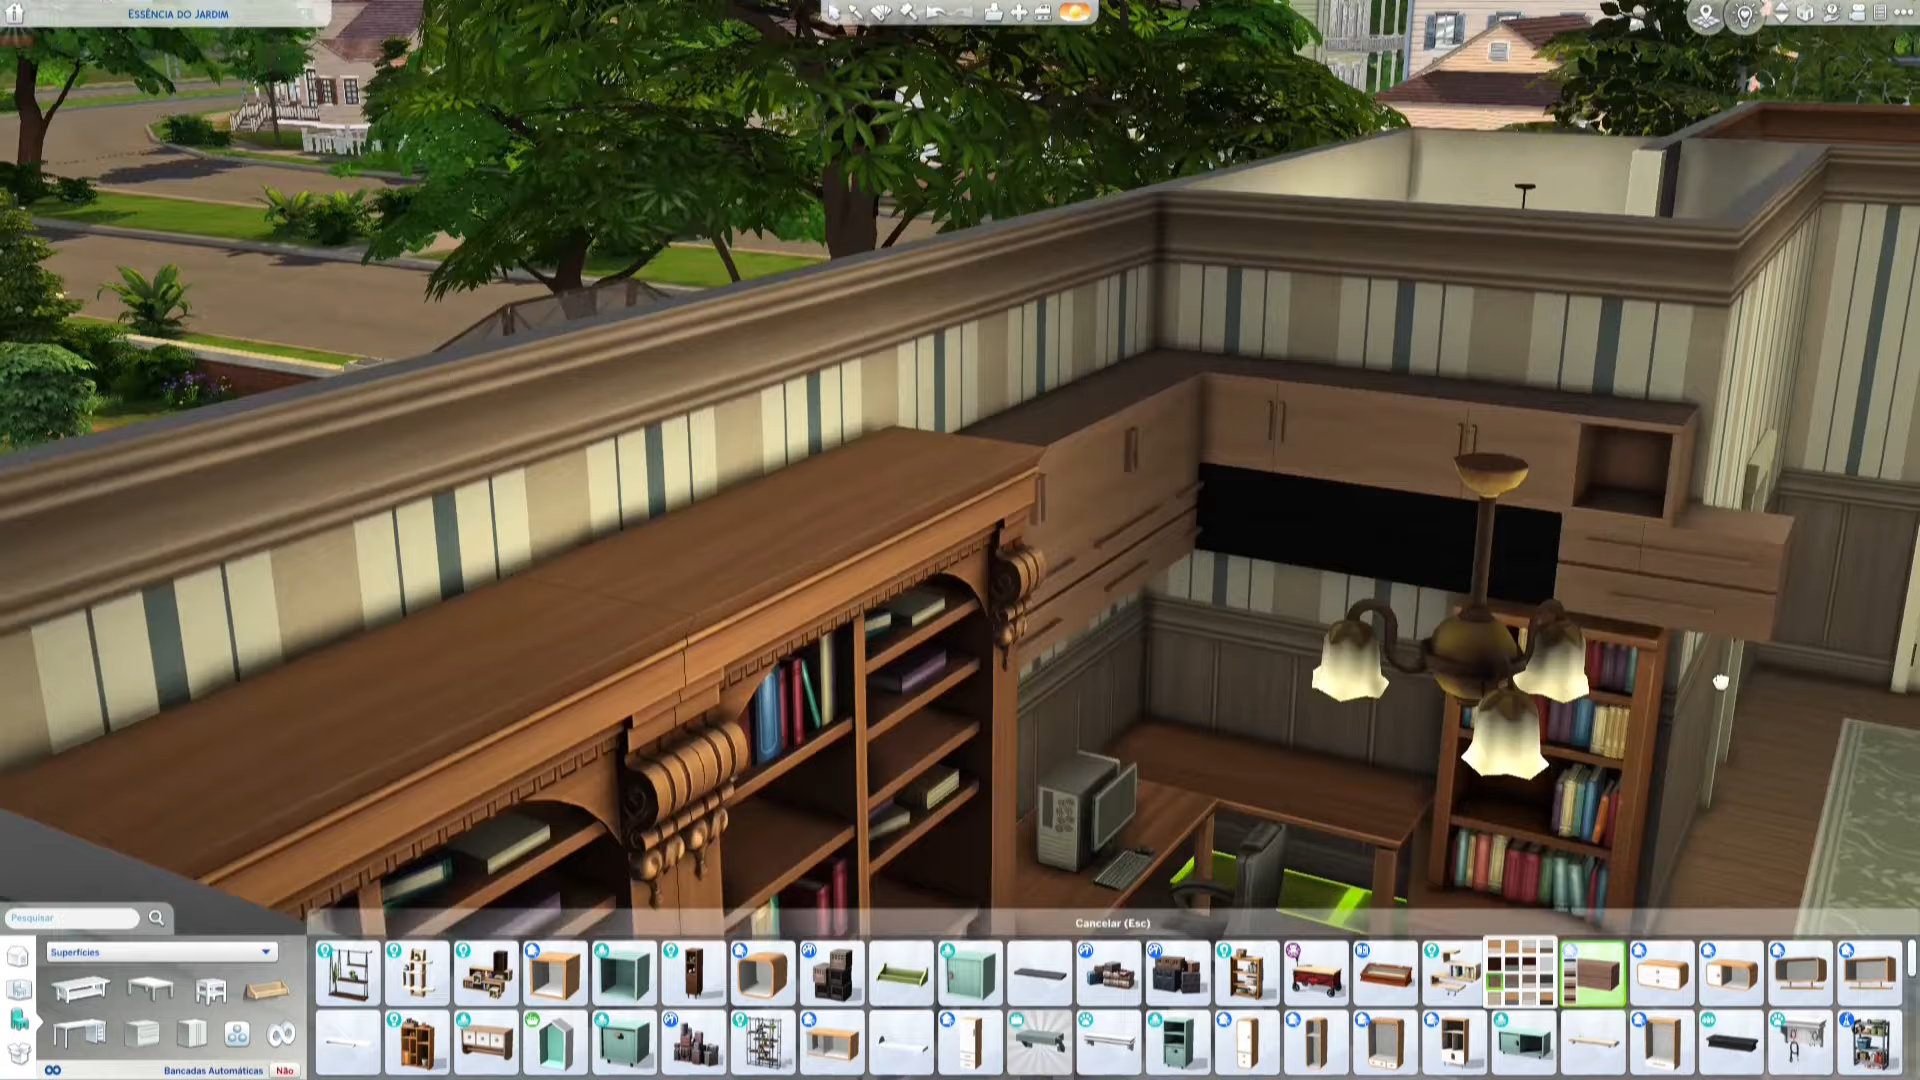 ESSÊNCIA DO JARDIM
Cancelar (Esc)
Pesquisar
Superfícies
Bancadas Automáticas Não